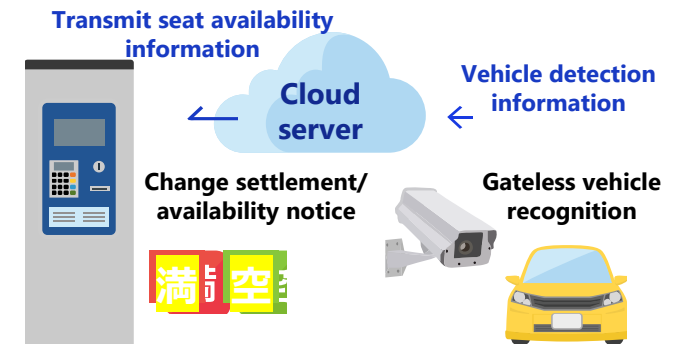 Transmit seat availability
information
Cloud
server
Vehicle detection
information
Change settlement/
availability notice
Gateless vehicle
recognition
満 空